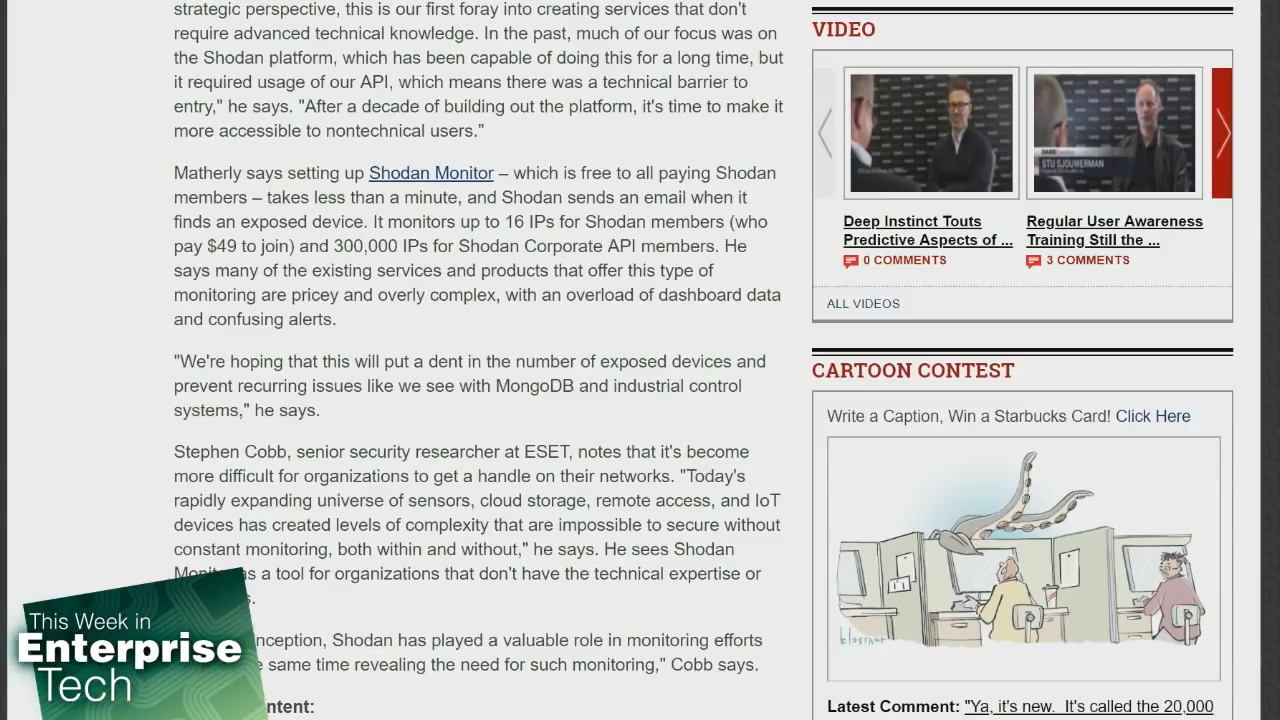 strategic perspective, this is our first foray into creating services that don't
require advanced technical knowledge. In the past, much of our focus was on
the Shodan platform, which has been capable of doing this for a long time, but
it required usage of our API, which means there was a technical barrier to
entry," he says. "After a decade of building out the platform, it's time to make it
more accessible to nontechnical users."
Matherly says setting up Shodan Monitor – which is free to all paying Shodan
members – takes less than a minute, and Shodan sends an email when it
finds an exposed device. It monitors up to 16 IPs for Shodan members (who
pay $49 to join) and 300,000 IPs for Shodan Corporate API members. He
says many of the existing services and products that offer this type of
monitoring are pricey and overly complex, with an overload of dashboard data
and confusing alerts.
"We're hoping that this will put a dent in the number of exposed devices and
prevent recurring issues like we see with MongoDB and industrial control
systems," he says.
Stephen Cobb, senior security researcher at ESET, notes that it's become
more difficult for organizations to get a handle on their networks. "Today's
rapidly expanding universe of sensors, cloud storage, remote access, and IoT
devices has created levels of complexity that are impossible to secure without
constant monitoring, both within and without," he says. He sees Shodan
as a tool for organizations that don't have the technical expertise or
nception, Shodan has played a valuable role in monitoring efforts
same time revealing the need for such monitoring," Cobb says.
ntent:
This Week in
Enterprise
Tech
VIDEO
DARK
STU SJOUWERMAN
Deep Instinct Touts
Predictive Aspects of ...
0 COMMENTS
Regular User Awareness
Training Still the ...
3 COMMENTS
ALL VIDEOS
CARTOON CONTEST
Write a Caption, Win a Starbucks Card! Click Here
klossner
Latest Comment: "Ya, it's new. It's called the 20,000